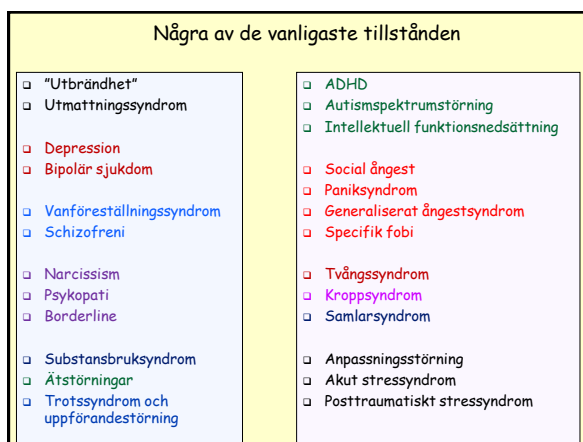 Några av de vanligaste tillstånden
❑ ”Utbrändhet”
❑ Utmattningssyndrom
❑ Depression
❑ Bipolär sjukdom
❑ Vanföreställningssyndrom
❑ Schizofreni
❑ Narcissism
❑ Psykopati
❑ Borderline
❑ Substansbruksyndrom
❑ Ätstörningar
❑ Trotssyndrom och
uppförandestörning
❑ ADHD
❑ Autismspektrumstörning
❑ Intellektuell funktionsnedsättning
❑ Social ångest
❑ Paniksyndrom
❑ Generaliserat ångestsyndrom
❑ Specifik fobi
❑ Tvångssyndrom
❑ Kroppsyndrom
❑ Samlarsyndrom
❑ Anpassningsstörning
❑ Akut stressyndrom
❑ Posttraumatiskt stressyndrom